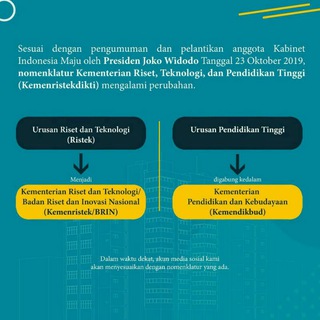 Sesuai dengan pengumuman dan pelantikan anggota Kabinet
Indonesia Maju oleh Presiden Joko Widodo Tanggal 23 Oktober 2019,
nomenklatur Kementerian Riset, Teknologi, dan Pendidikan Tinggi
(Kemenristekdikti) mengalami perubahan.
Urusan Riset dan Teknologi
(Ristek)
Menjadi
Kementerian Riset dan Teknologi/
Badan Riset dan Inovasi Nasional
(Kemenristek/BRIN)
Urusan Pendidikan Tinggi
digabung kedalam
Kementerian
Pendidikan dan Kebudayaan
(Kemendikbud)
Dalam waktu dekat, akan media sosial kami
akan menyesuaikan dengan nomenklatur yang ada.